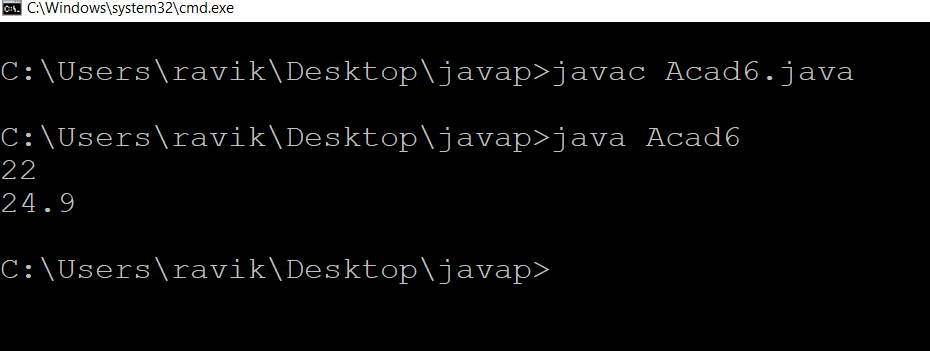 C:\Windows\system32\cmd.exe
C:\Users\ravik\Desktop\javap>javac Acad6.java
C:\Users\ravik\Desktop\javap>java Acad6
22
24.9
C:\Users\ravik\Desktop\javap>